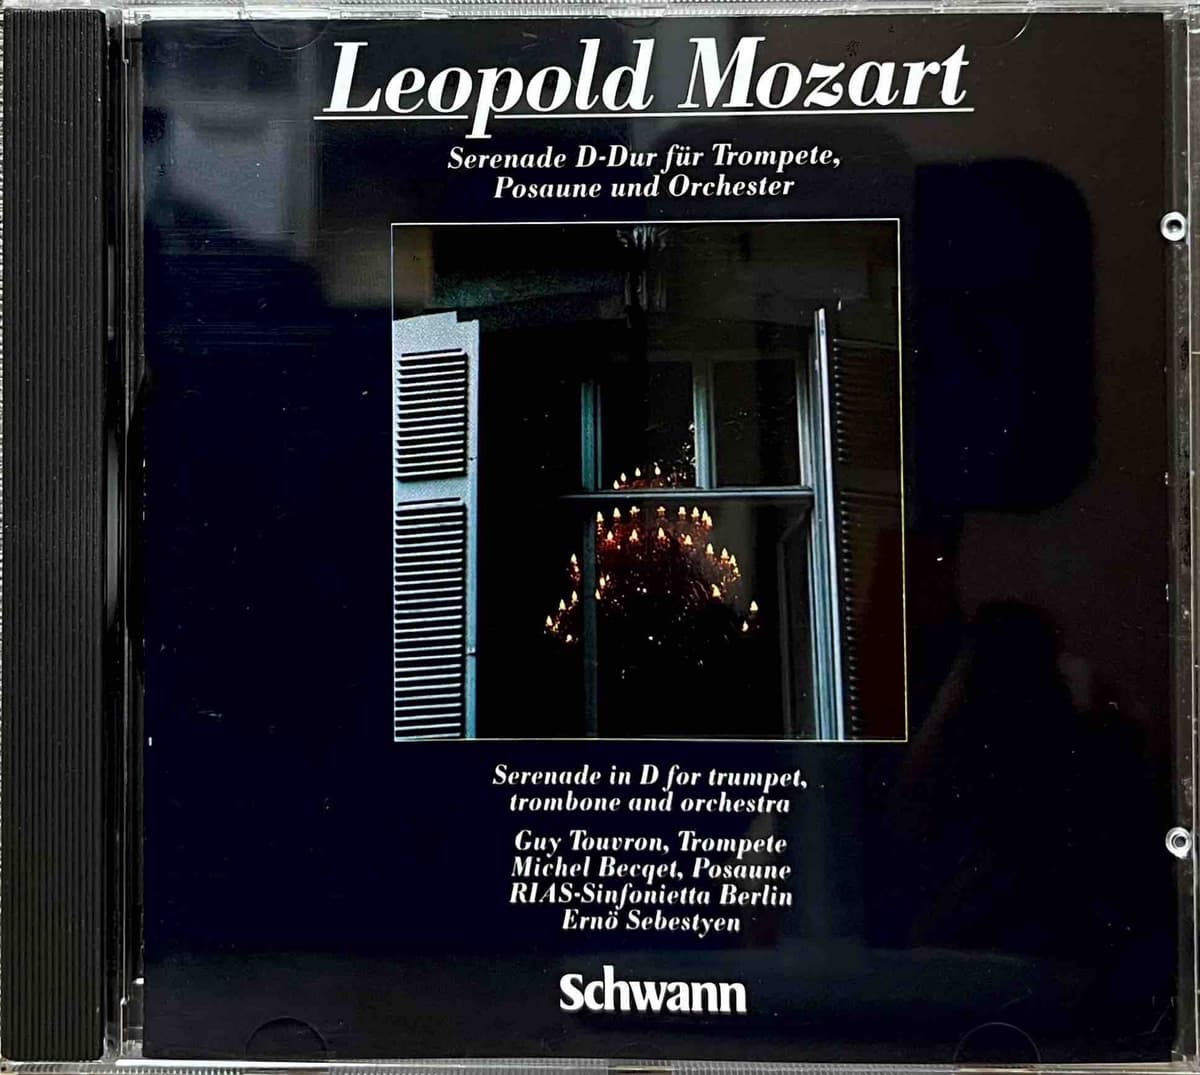 Leopold Mozart
Serenade D-Dur für Trompete,
Posaune und Orchester
Serenade in D for trumpet,
trombone and orchestra
Guy Touvron, Trompete
Michel Becqet, Posaune
RIAS-Sinfonietta Berlin
Ernö Sebestyen
Schwann